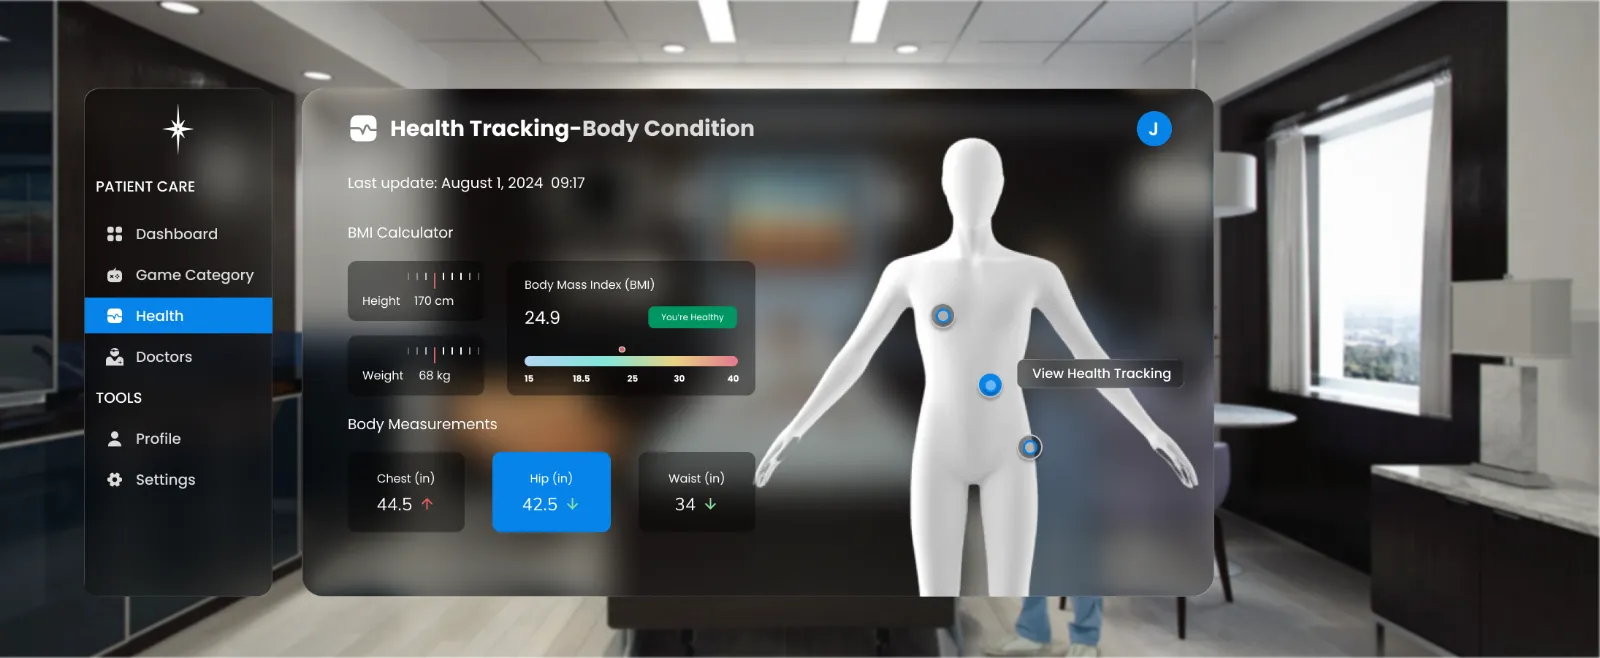 PATIENT CARE
Dashboard
Game Category
Health
Doctors
TOOLS
Profile
Settings
Health Tracking-Body Condition
J
Last update: August 1, 2024 09:17
BMI Calculator
Height 170 cm
Weight 68 kg
Body Mass Index (BMI)
24.9
You're Healthy
15 18.5 25 30 40
Body Measurements
Chest (in)
44.5 ↑
Hip (in)
42.5 ↓
Waist (in)
34 ↓
View Health Tracking